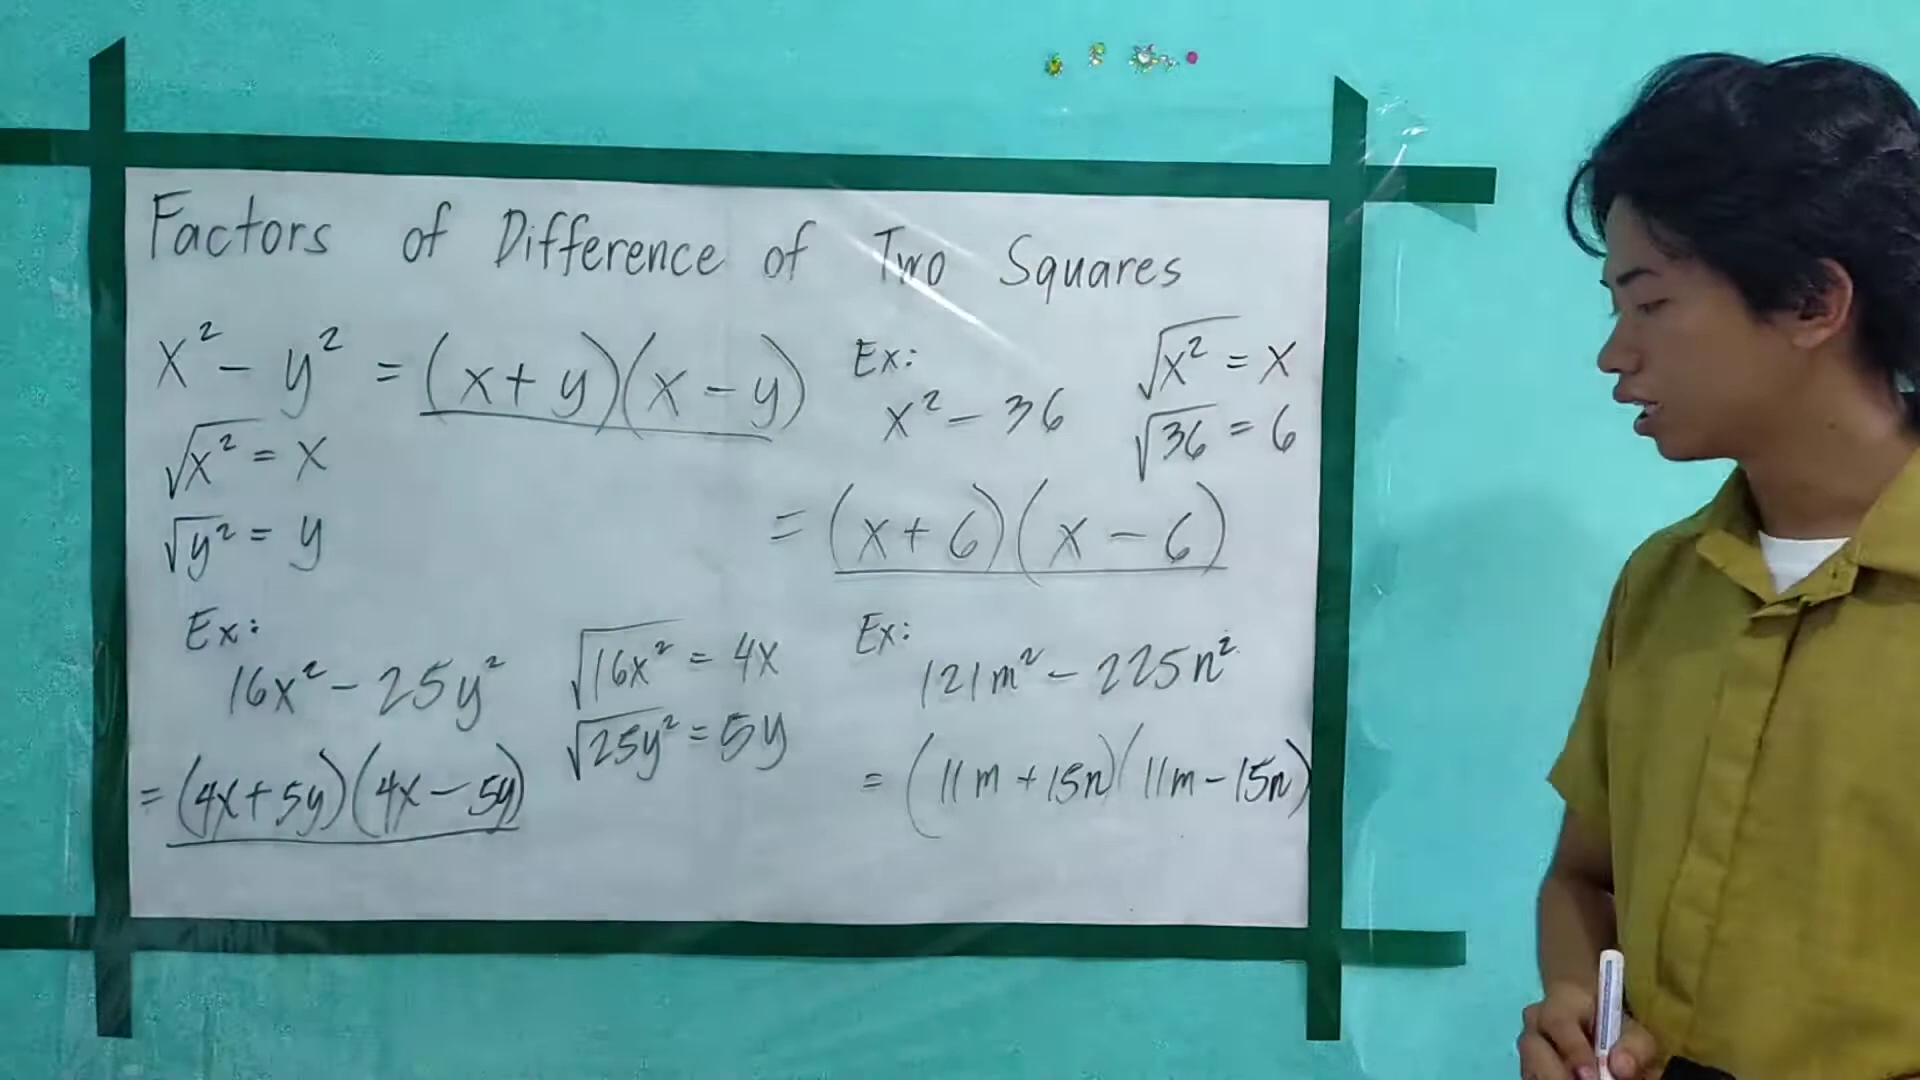 Factors of Difference of Two Squares
x² - y² = (x + y)(x - y)
√x² = x
√y² = y
Ex:
x² - 36
√x² = x
√36 = 6
= (x + 6)(x - 6)
Ex:
16x² - 25y²
√16x² = 4x
√25y² = 5y
= (4x + 5y)(4x - 5y)
Ex:
121m² - 225n²
= (11m + 15n)(11m - 15n)